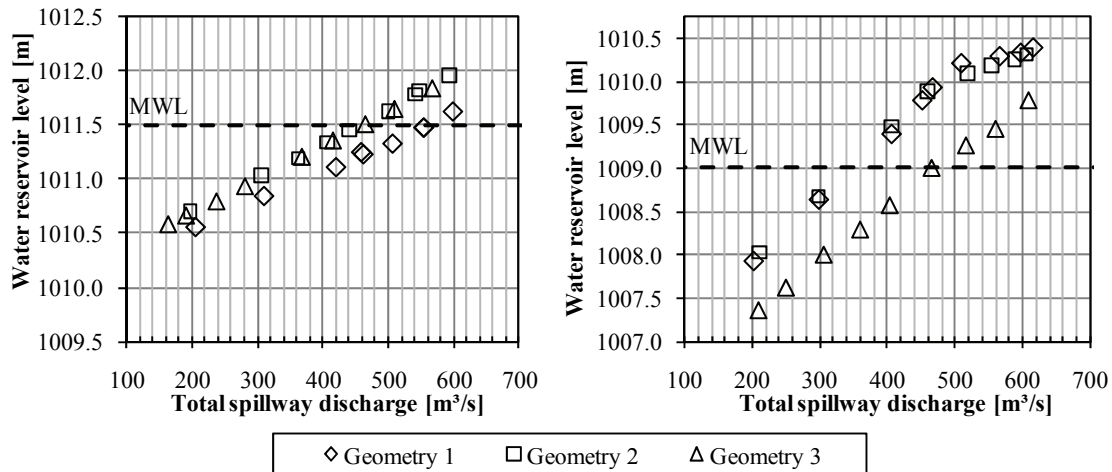 Water reservoir level [m]
1012.5
1012.0
1011.5
1011.0
1010.5
1010.0
1009.5
MWL
100 200 300 400 500 600 700
Total spillway discharge [m³/s]
Water reservoir level [m]
1010.5
1010.0
1009.5
1009.0
1008.5
1008.0
1007.5
1007.0
MWL
100 200 300 400 500 600 700
Total spillway discharge [m³/s]
Geometry 1 Geometry 2 Geometry 3